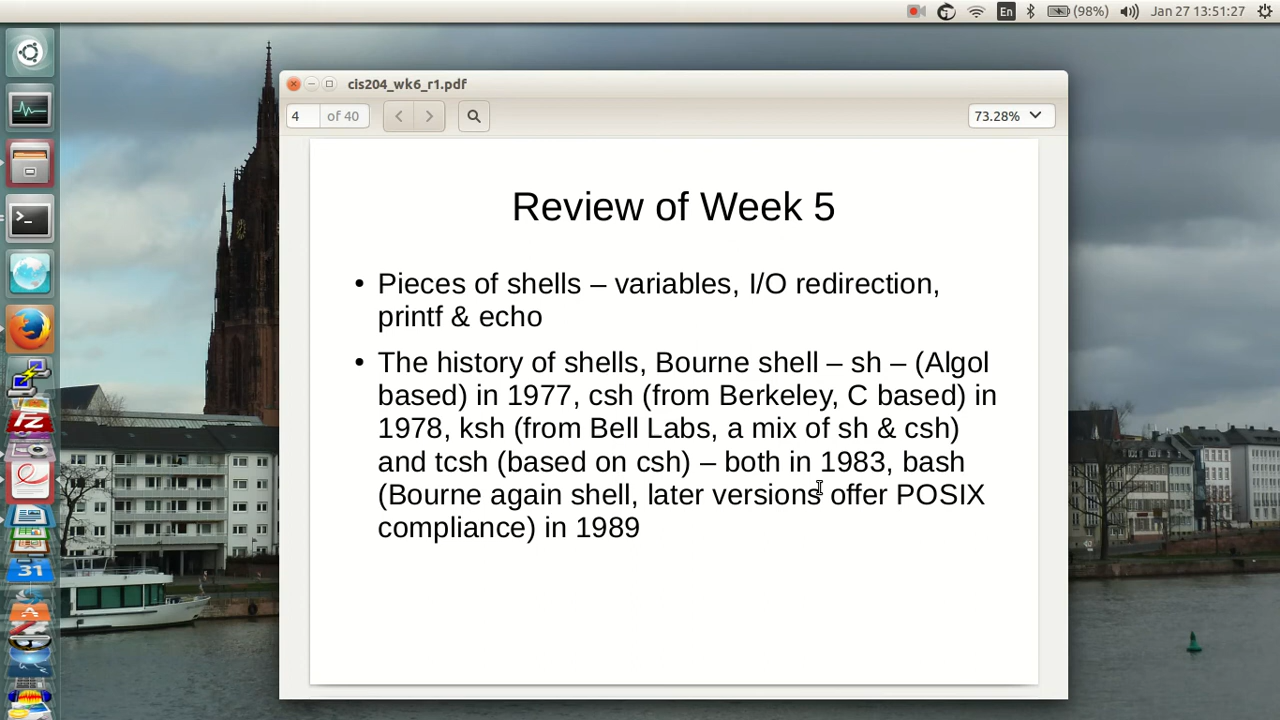 En
(98%)
Jan 27 13:51:27
cis204_wk6_r1.pdf
4 of 40
73.28%
Review of Week 5
• Pieces of shells – variables, I/O redirection,
printf & echo
• The history of shells, Bourne shell – sh – (Algol
based) in 1977, csh (from Berkeley, C based) in
1978, ksh (from Bell Labs, a mix of sh & csh)
and tcsh (based on csh) – both in 1983, bash
(Bourne again shell, later versions offer POSIX
compliance) in 1989
>_
Fz
31